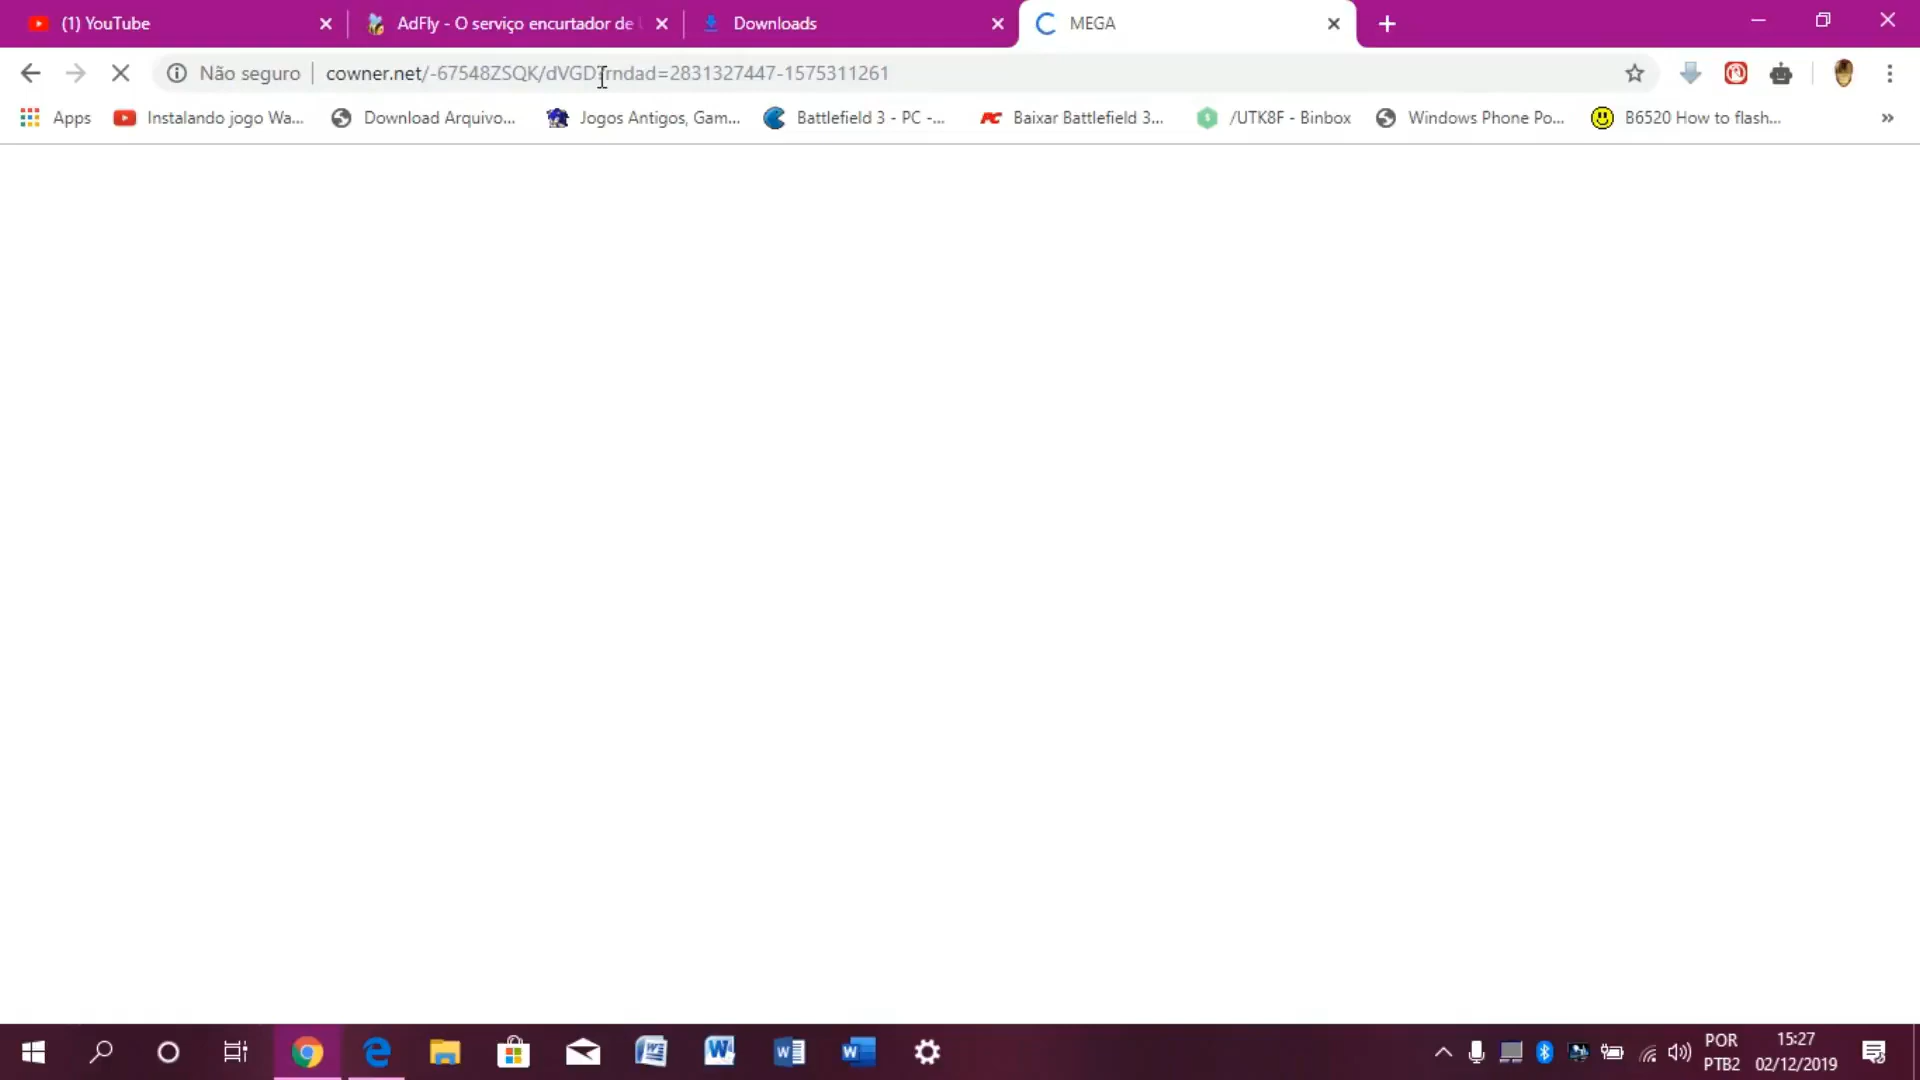 (1) YouTube
AdFly - O serviço encurtador de
Downloads
MEGA
Não seguro
cowner.net/-67548ZSQK/dVGD?rndad=2831327447-1575311261
Apps
Instalando jogo Wa...
Download Arquivo...
Jogos Antigos, Gam...
Battlefield 3 - PC -...
Baixar Battlefield 3...
/UTK8F - Binbox
Windows Phone Po...
B6520 How to flash...
»
POR
PTB2
15:27
02/12/2019